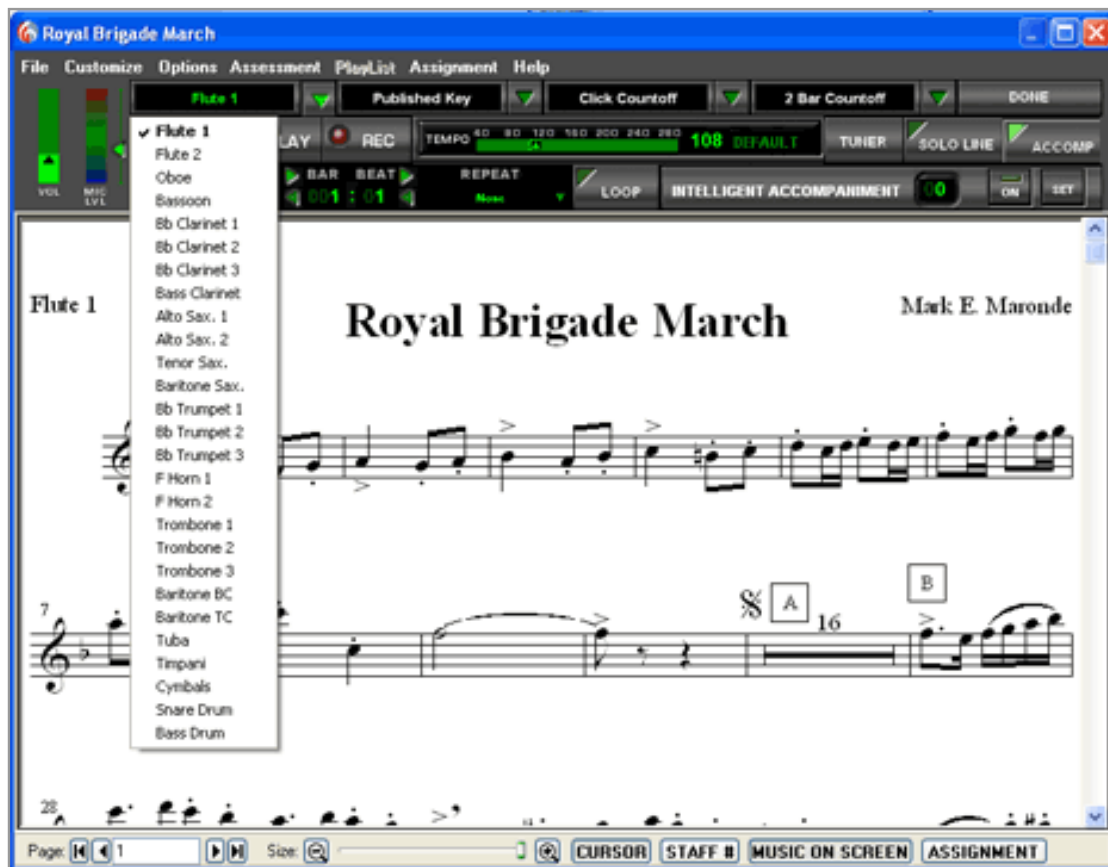 Royal Brigade March
File Customize Options Assessment PlayList Assignment Help
Flute 1 Published Key Click Countoff 2 Bar Countoff DONE
LAY REC TEMPO 40 80 120 160 200 240 280 108 DEFAULT TUNER SOLO LINE ACCOMP
VOL MIC LVL BAR BEAT 001 : 01 REPEAT None LOOP INTELLIGENT ACCOMPANIMENT 00 ON SET
Flute 1
Flute 2
Oboe
Bassoon
Bb Clarinet 1
Bb Clarinet 2
Bb Clarinet 3
Bass Clarinet
Alto Sax. 1
Alto Sax. 2
Tenor Sax.
Baritone Sax.
Bb Trumpet 1
Bb Trumpet 2
Bb Trumpet 3
F Horn 1
F Horn 2
Trombone 1
Trombone 2
Trombone 3
Baritone BC
Baritone TC
Tuba
Timpani
Cymbals
Snare Drum
Bass Drum
Flute 1 Royal Brigade March Mark E. Maronde
7 A 16 B
28
Page: 1 Size: CURSOR STAFF # MUSIC ON SCREEN ASSIGNMENT